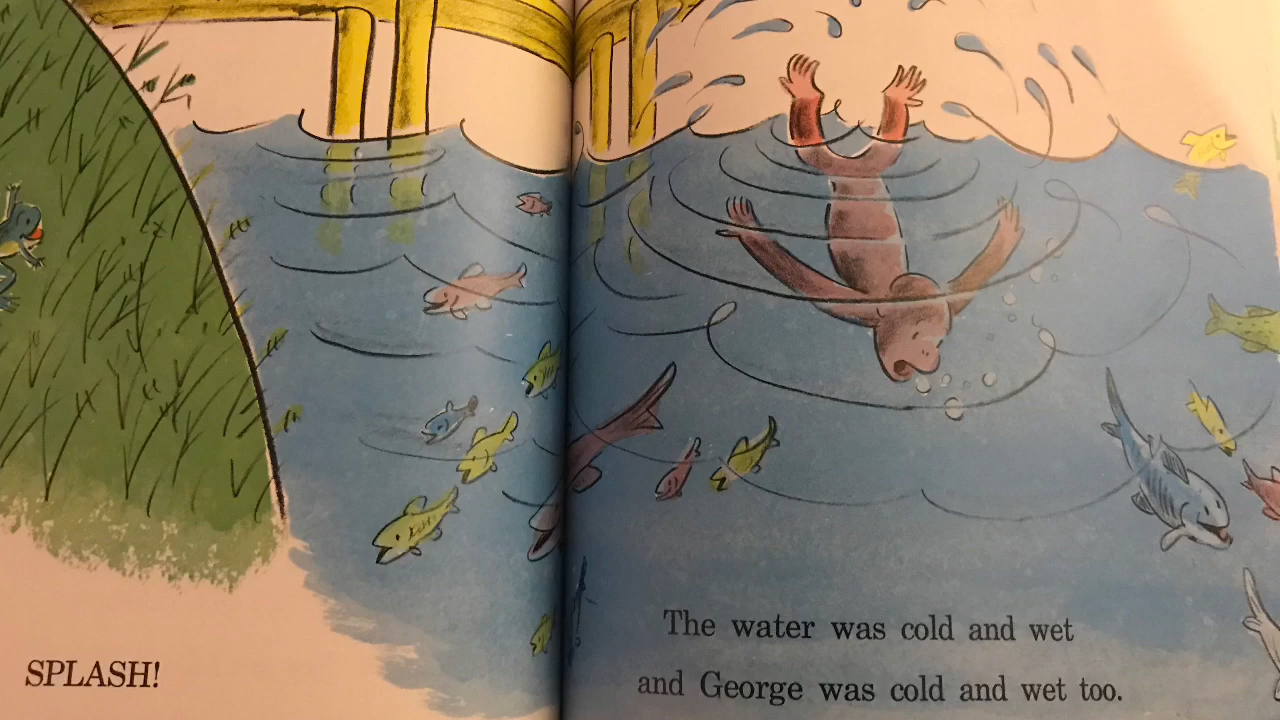 SPLASH!
The water was cold and wet
and George was cold and wet too.